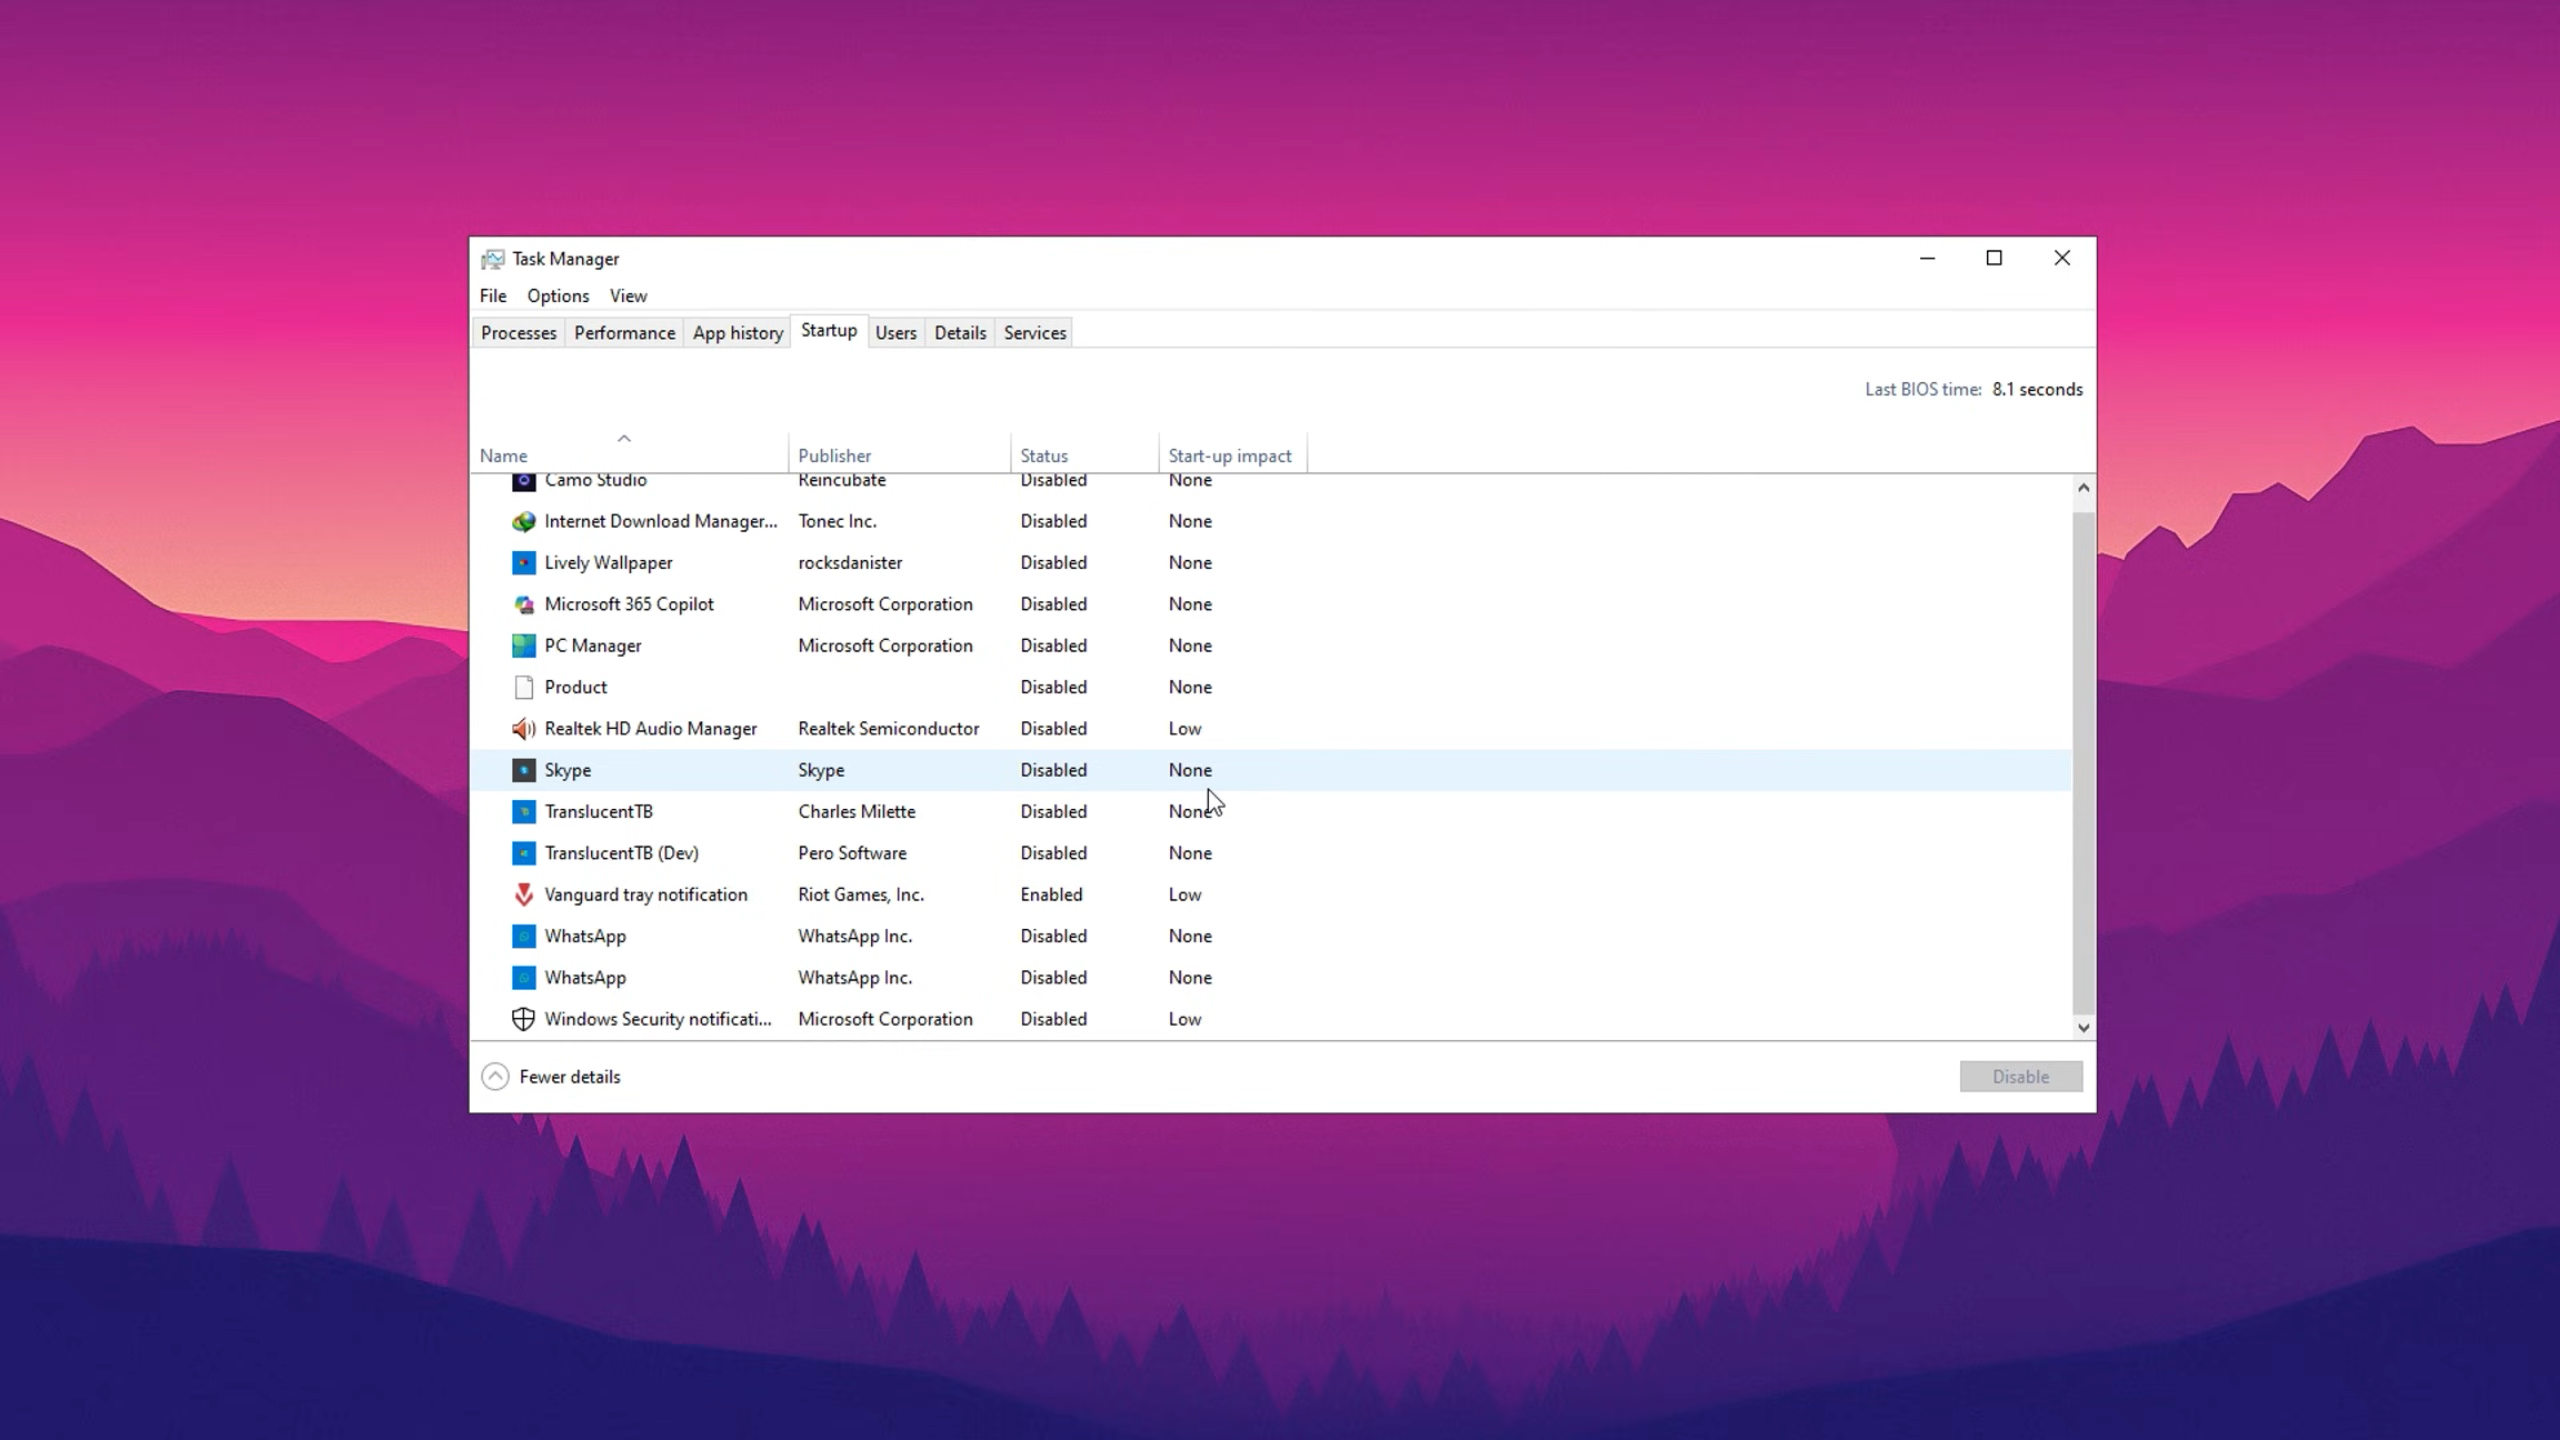 Task Manager
File Options View
Processes Performance App history Startup Users Details Services
Last BIOS time: 8.1 seconds
Name Publisher Status Start-up impact
Camo Studio Reincubate Disabled None
Internet Download Manager... Tonec Inc. Disabled None
Lively Wallpaper rocksdanister Disabled None
Microsoft 365 Copilot Microsoft Corporation Disabled None
PC Manager Microsoft Corporation Disabled None
Product Disabled None
Realtek HD Audio Manager Realtek Semiconductor Disabled Low
Skype Skype Disabled None
TranslucentTB Charles Milette Disabled None
TranslucentTB (Dev) Pero Software Disabled None
Vanguard tray notification Riot Games, Inc. Enabled Low
WhatsApp WhatsApp Inc. Disabled None
WhatsApp WhatsApp Inc. Disabled None
Windows Security notificati... Microsoft Corporation Disabled Low
Fewer details Disable